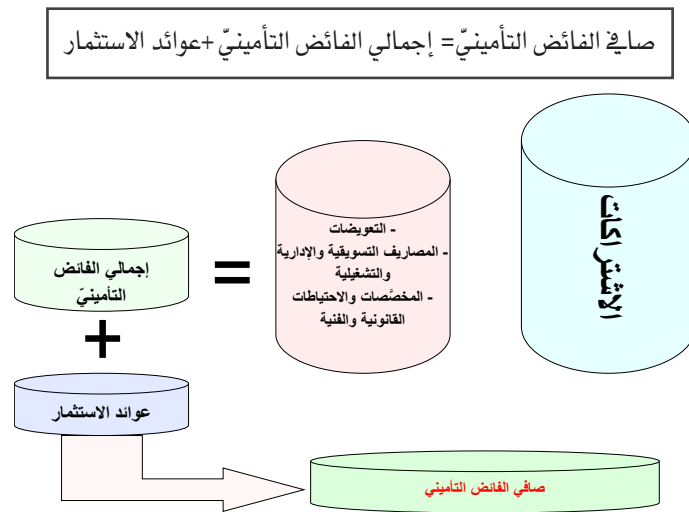 صافي الفائض التأمينيّ= إجمالي الفائض التأمينيّ +عوائد الاستثمار
الإشتراكات
- التعويضات
- المصاريف التسويقية والإدارية
والتشغيلية
- المخصَّصات والاحتياطات
القانونية والفنية
=
إجمالي الفائض
التأمينيّ
+
عوائد الاستثمار
صافي الفائض التأميني